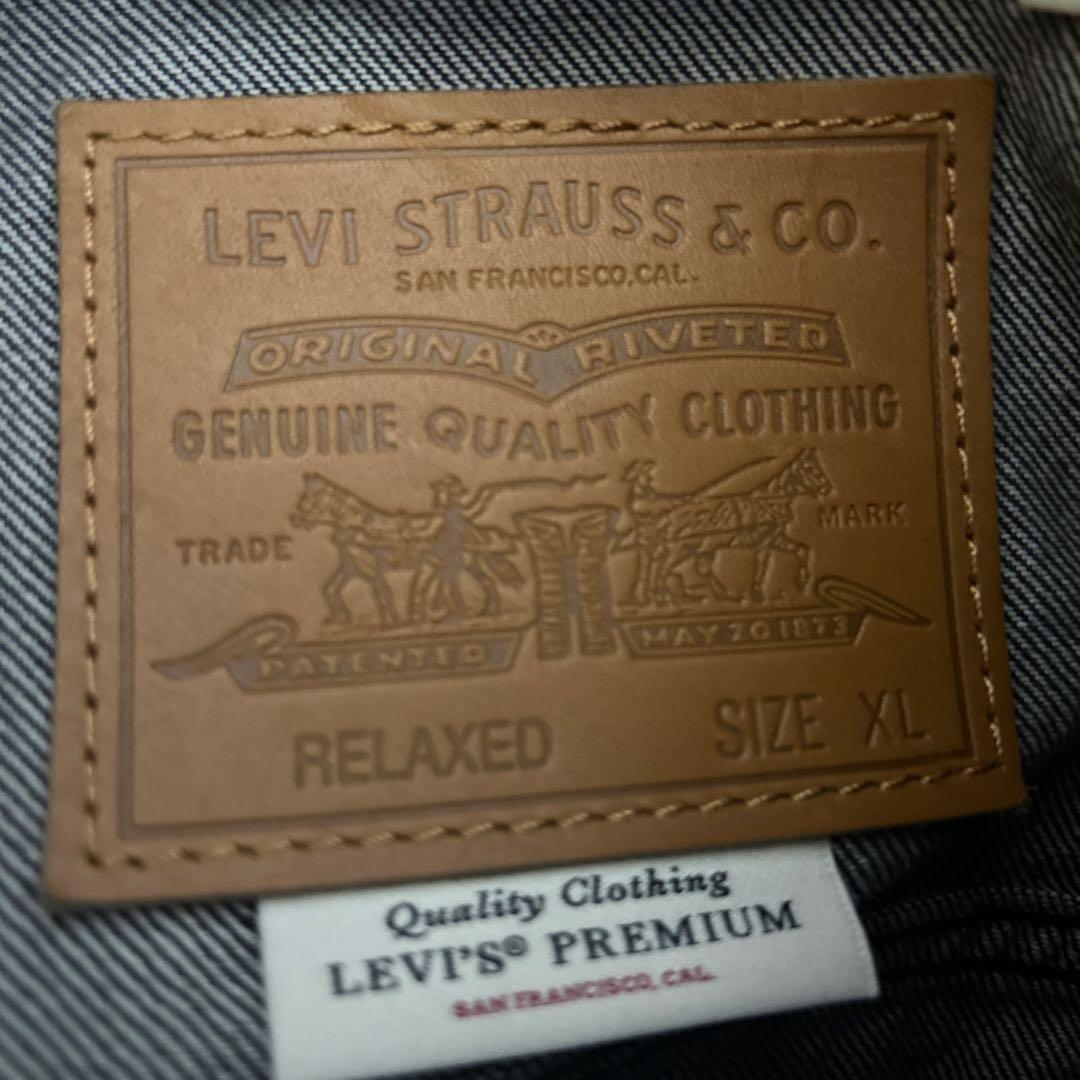 LEVI STRAUSS & CO.
SAN FRANCISCO, CAL.
ORIGINAL RIVETED
GENUINE QUALITY CLOTHING
TRADE MARK
PATENTED MAY 20 1873
RELAXED SIZE XL
Quality Clothing
LEVI'S® PREMIUM
SAN FRANCISCO, CAL.